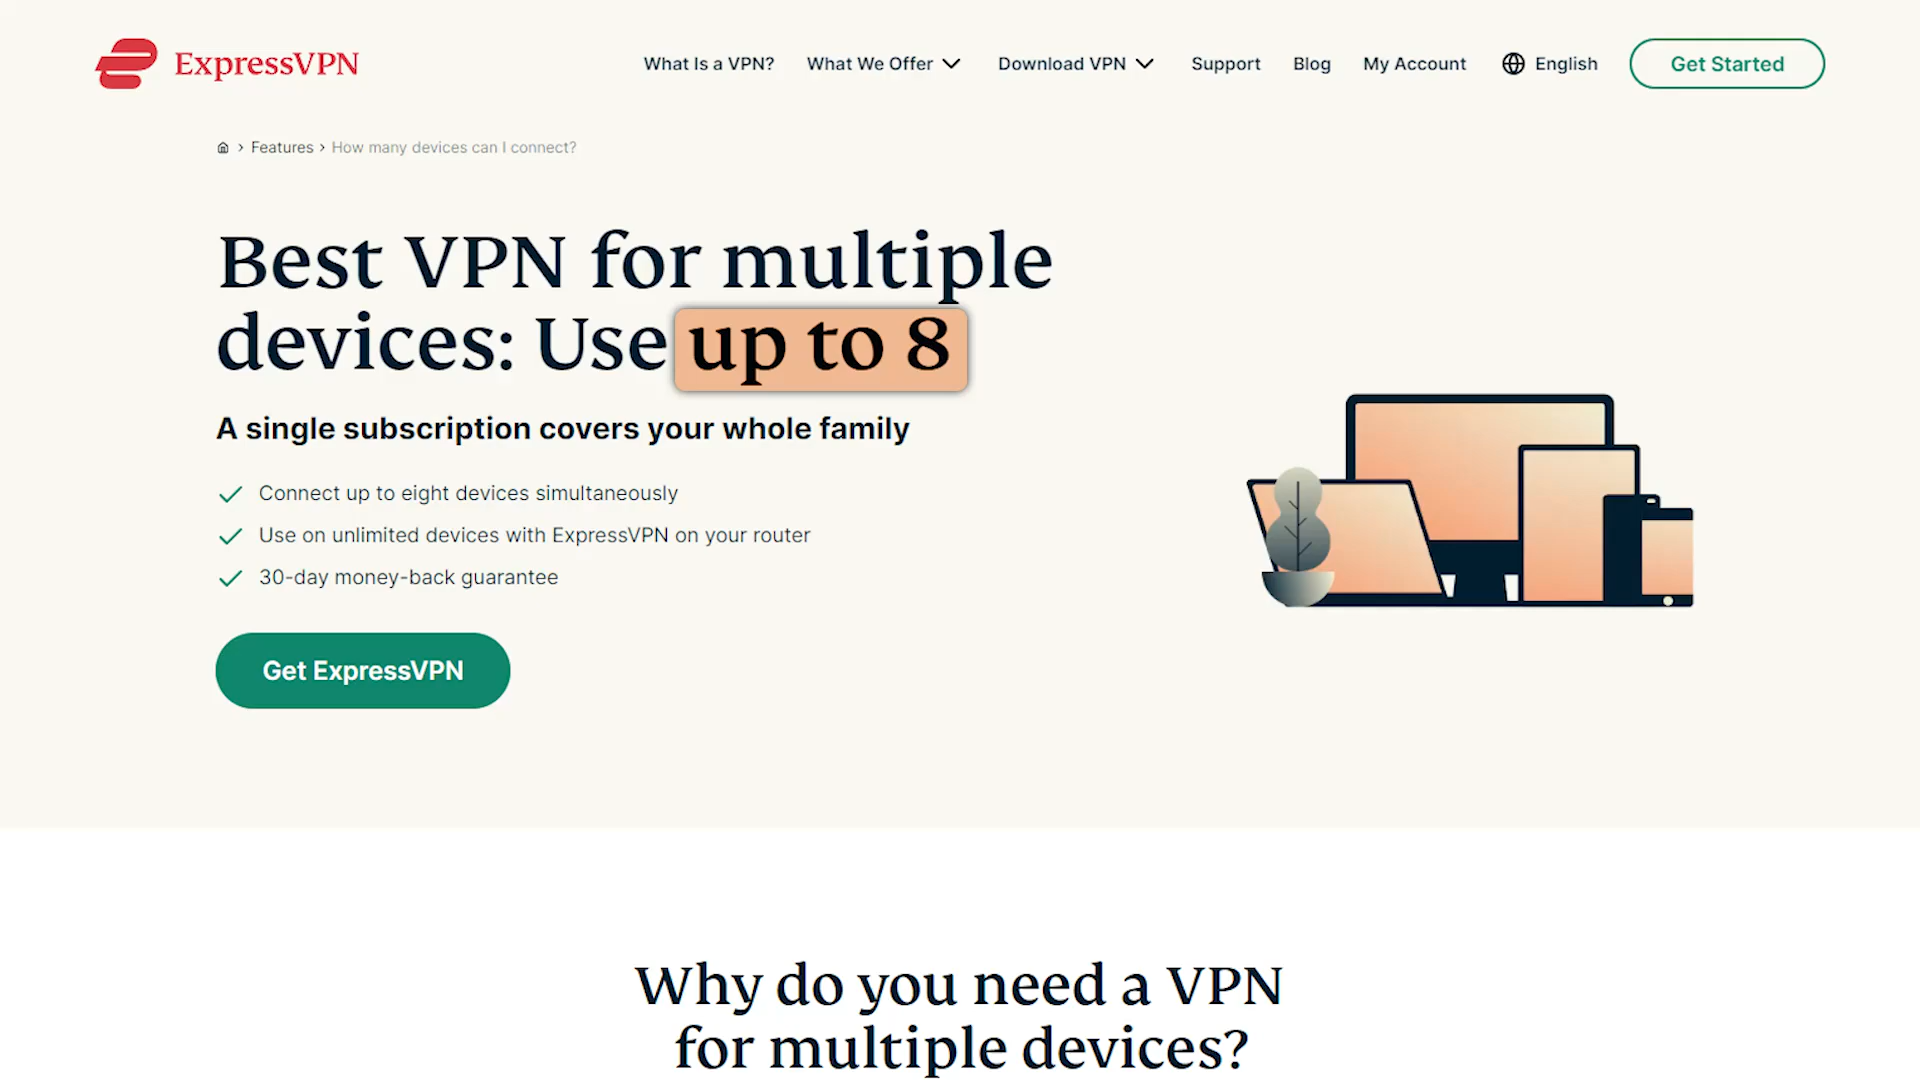 ExpressVPN
What Is a VPN? What We Offer Download VPN Support Blog My Account English Get Started
Features > How many devices can I connect?
Best VPN for multiple
devices: Use up to 8
A single subscription covers your whole family
Connect up to eight devices simultaneously
Use on unlimited devices with ExpressVPN on your router
30-day money-back guarantee
Get ExpressVPN
Why do you need a VPN
for multiple devices?